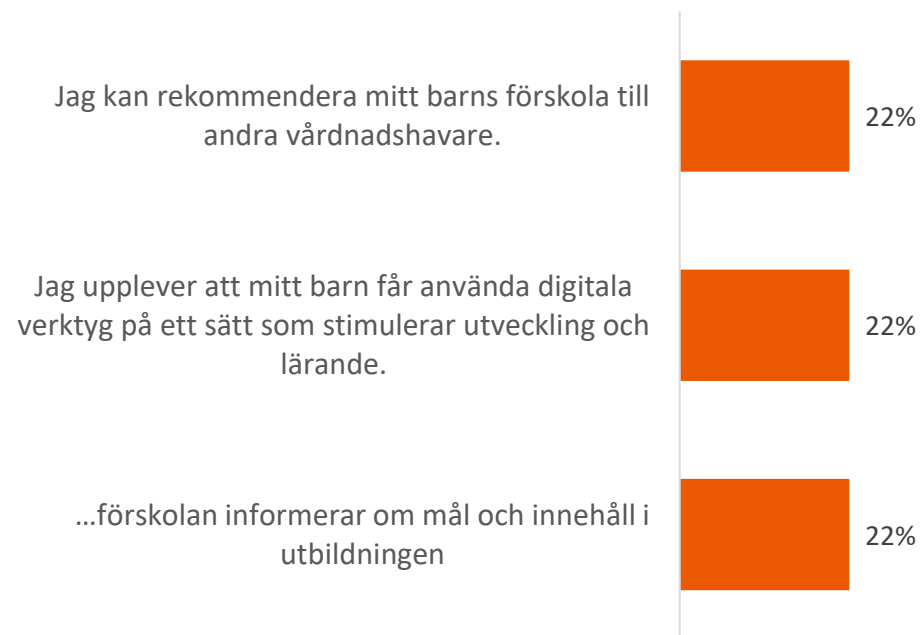 Jag kan rekommendera mitt barns förskola till
andra vårdnadshavare.
22%
Jag upplever att mitt barn får använda digitala
verktyg på ett sätt som stimulerar utveckling och
lärande.
22%
...förskolan informerar om mål och innehåll i
utbildningen
22%